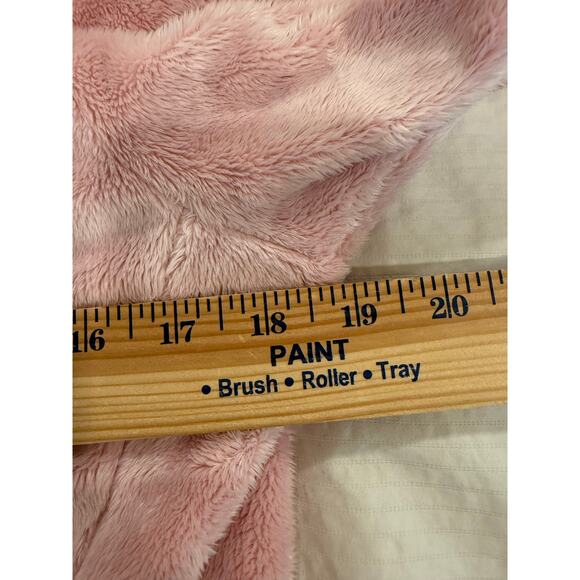 16 17 18 19 20
PAINT
• Brush • Roller • Tray